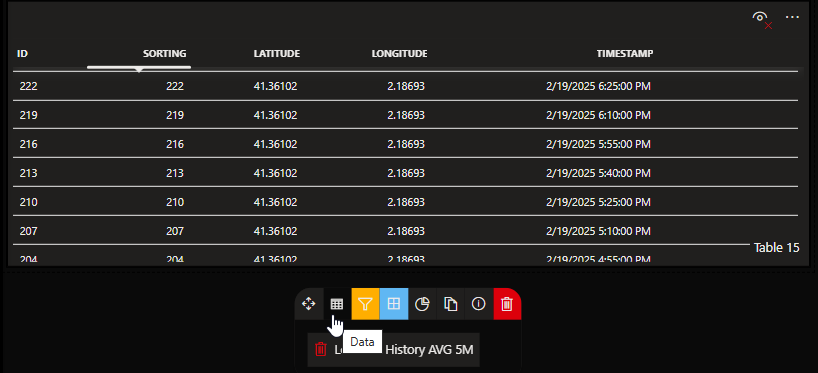 ID SORTING LATITUDE LONGITUDE TIMESTAMP
222 222 41.36102 2.18693 2/19/2025 6:25:00 PM
219 219 41.36102 2.18693 2/19/2025 6:10:00 PM
216 216 41.36102 2.18693 2/19/2025 5:55:00 PM
213 213 41.36102 2.18693 2/19/2025 5:40:00 PM
210 210 41.36102 2.18693 2/19/2025 5:25:00 PM
207 207 41.36102 2.18693 2/19/2025 5:10:00 PM
Table 15
204 204 41.36102 2.18693 2/19/2025 4:55:00 PM
Data
History AVG 5M